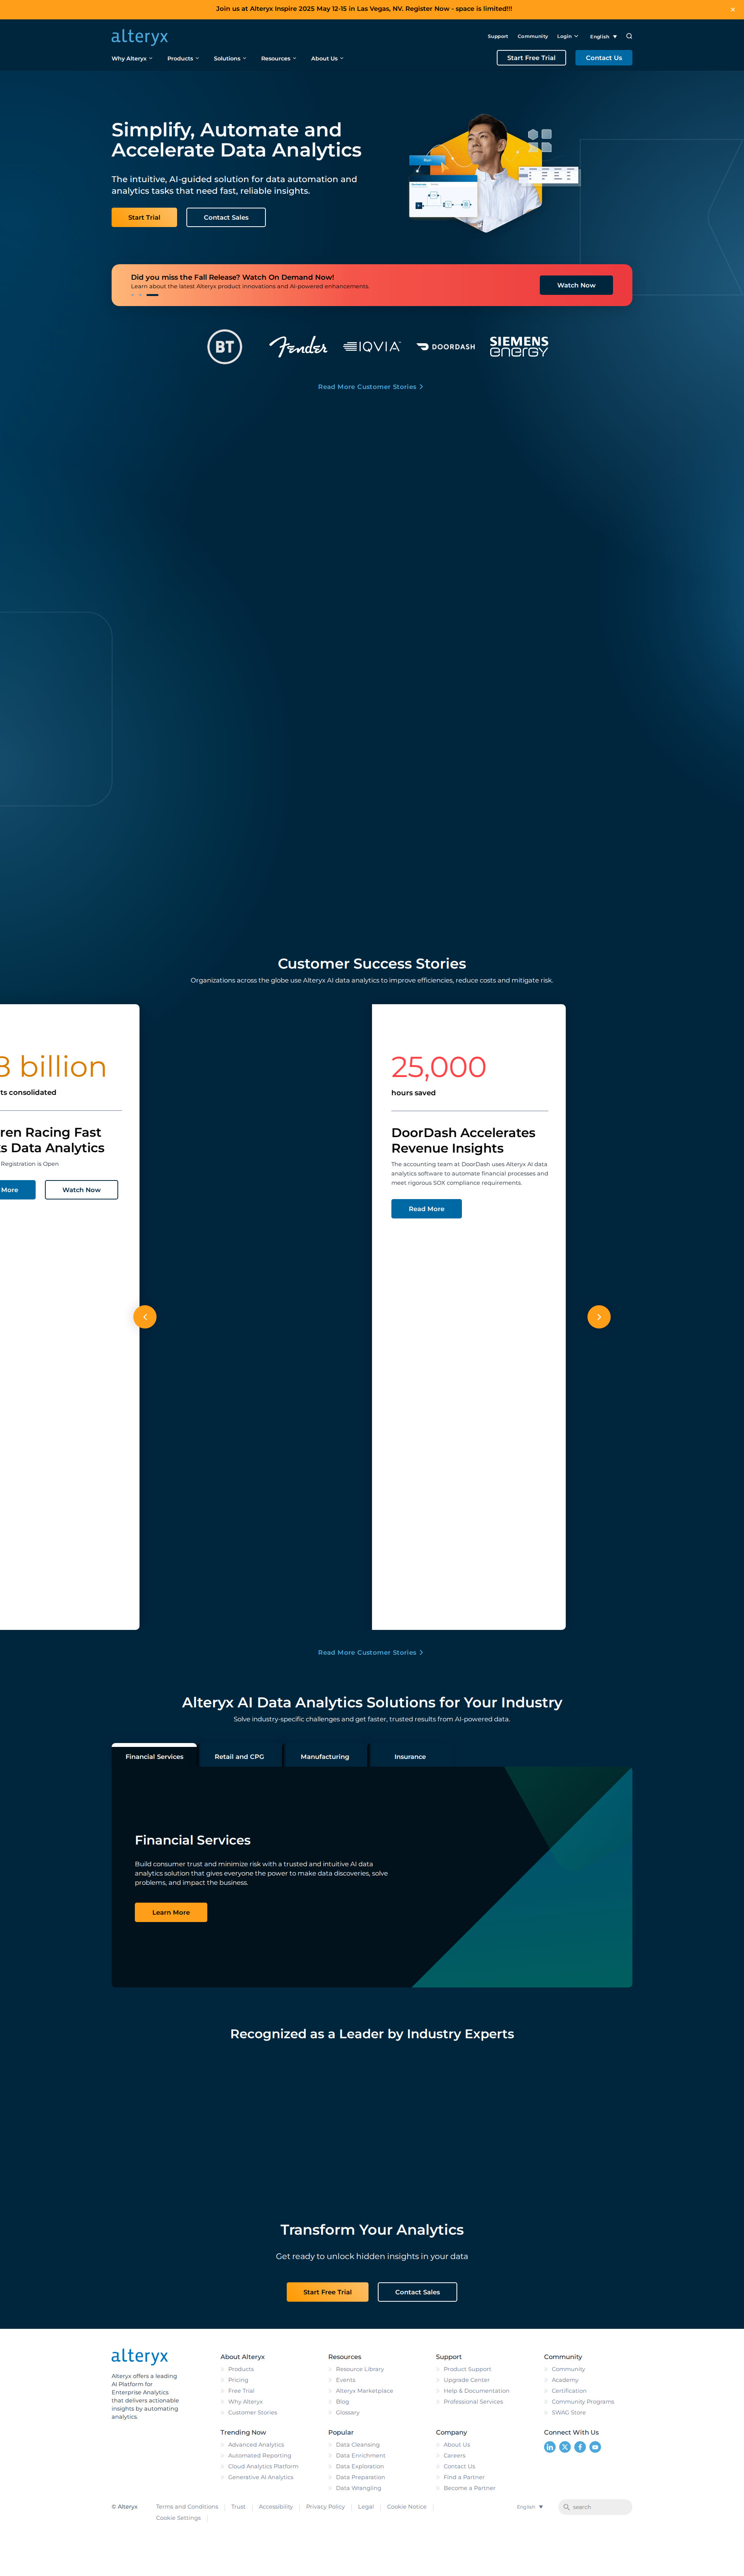 Join us at Alteryx Inspire 2025 May 12-15 in Las Vegas, NV. Register Now - space is limited!!!
alteryx
Support
Community
Login
English
Why Alteryx
Products
Solutions
Resources
About Us
Start Free Trial
Contact Us
Simplify, Automate and
Accelerate Data Analytics
The intuitive, AI-guided solution for data automation and
analytics tasks that need fast, reliable insights.
Start Trial
Contact Sales
Did you miss the Fall Release? Watch On Demand Now!
Learn about the latest Alteryx product innovations and AI-powered enhancements.
Watch Now
BT
Fender
IQVIA
DOORDASH
SIEMENS
energy
Read More Customer Stories
Customer Success Stories
Organizations across the globe use Alteryx AI data analytics to improve efficiencies, reduce costs and mitigate risk.
billion
ts consolidated
ren Racing Fast
s Data Analytics
Registration is Open
More
Watch Now
25,000
hours saved
DoorDash Accelerates
Revenue Insights
The accounting team at DoorDash uses Alteryx AI data
analytics software to automate financial processes and
meet rigorous SOX compliance requirements.
Read More
Read More Customer Stories
Alteryx AI Data Analytics Solutions for Your Industry
Solve industry-specific challenges and get faster, trusted results from AI-powered data.
Financial Services
Retail and CPG
Manufacturing
Insurance
Financial Services
Build consumer trust and minimize risk with a trusted and intuitive AI data
analytics solution that gives everyone the power to make data discoveries, solve
problems, and impact the business.
Learn More
Recognized as a Leader by Industry Experts
Transform Your Analytics
Get ready to unlock hidden insights in your data
Start Free Trial
Contact Sales
alteryx
Alteryx offers a leading
AI Platform for
Enterprise Analytics
that delivers actionable
insights by automating
analytics.
About Alteryx
Products
Pricing
Free Trial
Why Alteryx
Customer Stories
Resources
Resource Library
Events
Alteryx Marketplace
Blog
Glossary
Support
Product Support
Upgrade Center
Help & Documentation
Professional Services
Community
Community
Academy
Certification
Community Programs
SWAG Store
Trending Now
Advanced Analytics
Automated Reporting
Cloud Analytics Platform
Generative AI Analytics
Popular
Data Cleansing
Data Enrichment
Data Exploration
Data Preparation
Data Wrangling
Company
About Us
Careers
Contact Us
Find a Partner
Become a Partner
Connect With Us
© Alteryx
Terms and Conditions
Trust
Accessibility
Privacy Policy
Legal
Cookie Notice
Cookie Settings
English
search